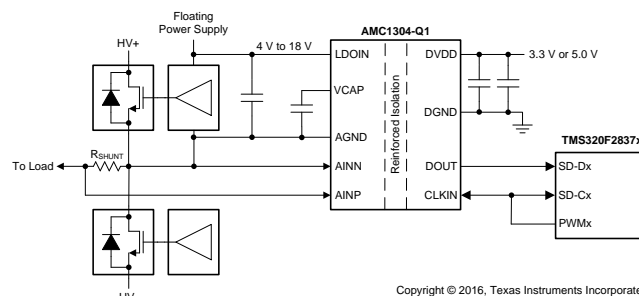 Floating
Power Supply
HV+
4 V to 18 V
AMC1304-Q1
LDOIN
DVDD
3.3 V or 5.0 V
VCAP
Reinforced Isolation
DGND
AGND
TMS320F2837x
To Load
RSHUNT
AINN
DOUT
SD-Dx
AINP
CLKIN
SD-Cx
PWMx
HV-
Copyright © 2016, Texas Instruments Incorporate